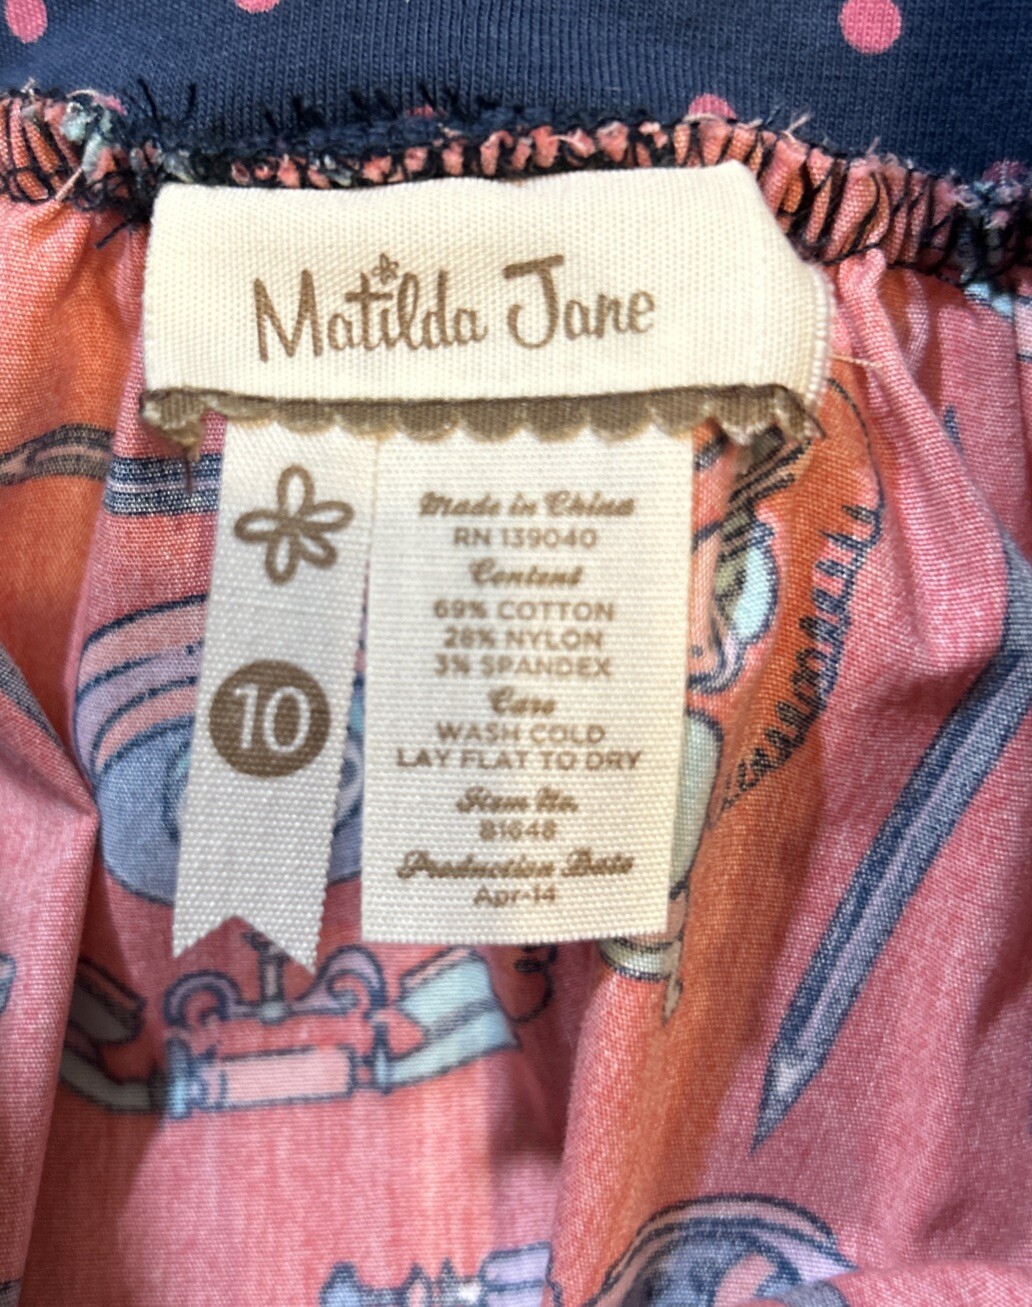 Matilda Jane
10
Made in China
RN 139040
Content
69% COTTON
28% NYLON
3% SPANDEX
Care
WASH COLD
LAY FLAT TO DRY
Item No.
81648
Production Date
Apr-14